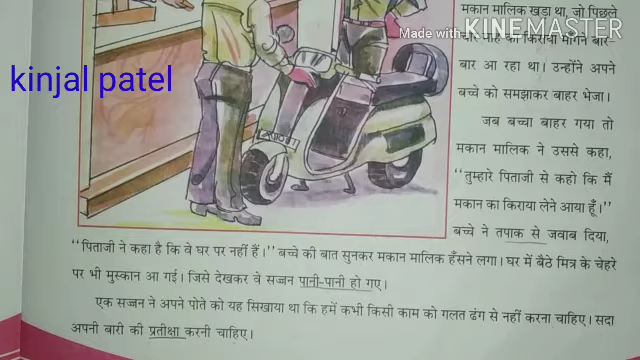 मकान मालिक खड़ा था, जो पिछले
Made with KINEMASTER
चार माह का किराया माँगने बार-
बार आ रहा था। उन्होंने अपने
बच्चे को समझाकर बाहर भेजा।
kinjal patel
जब बच्चा बाहर गया तो
मकान मालिक ने उससे कहा,
“तुम्हारे पिताजी से कहो कि मैं
मकान का किराया लेने आया हूँ।”
बच्चे ने तपाक से जवाब दिया,
“पिताजी ने कहा है कि वे घर पर नहीं हैं।” बच्चे की बात सुनकर मकान मालिक हँसने लगा। घर में बैठे मित्र के चेहरे
पर भी मुस्कान आ गई। जिसे देखकर वे सज्जन पानी-पानी हो गए।
एक सज्जन ने अपने पोते को यह सिखाया था कि हमें कभी किसी काम को गलत ढंग से नहीं करना चाहिए। सदा
अपनी बारी की प्रतीक्षा करनी चाहिए।